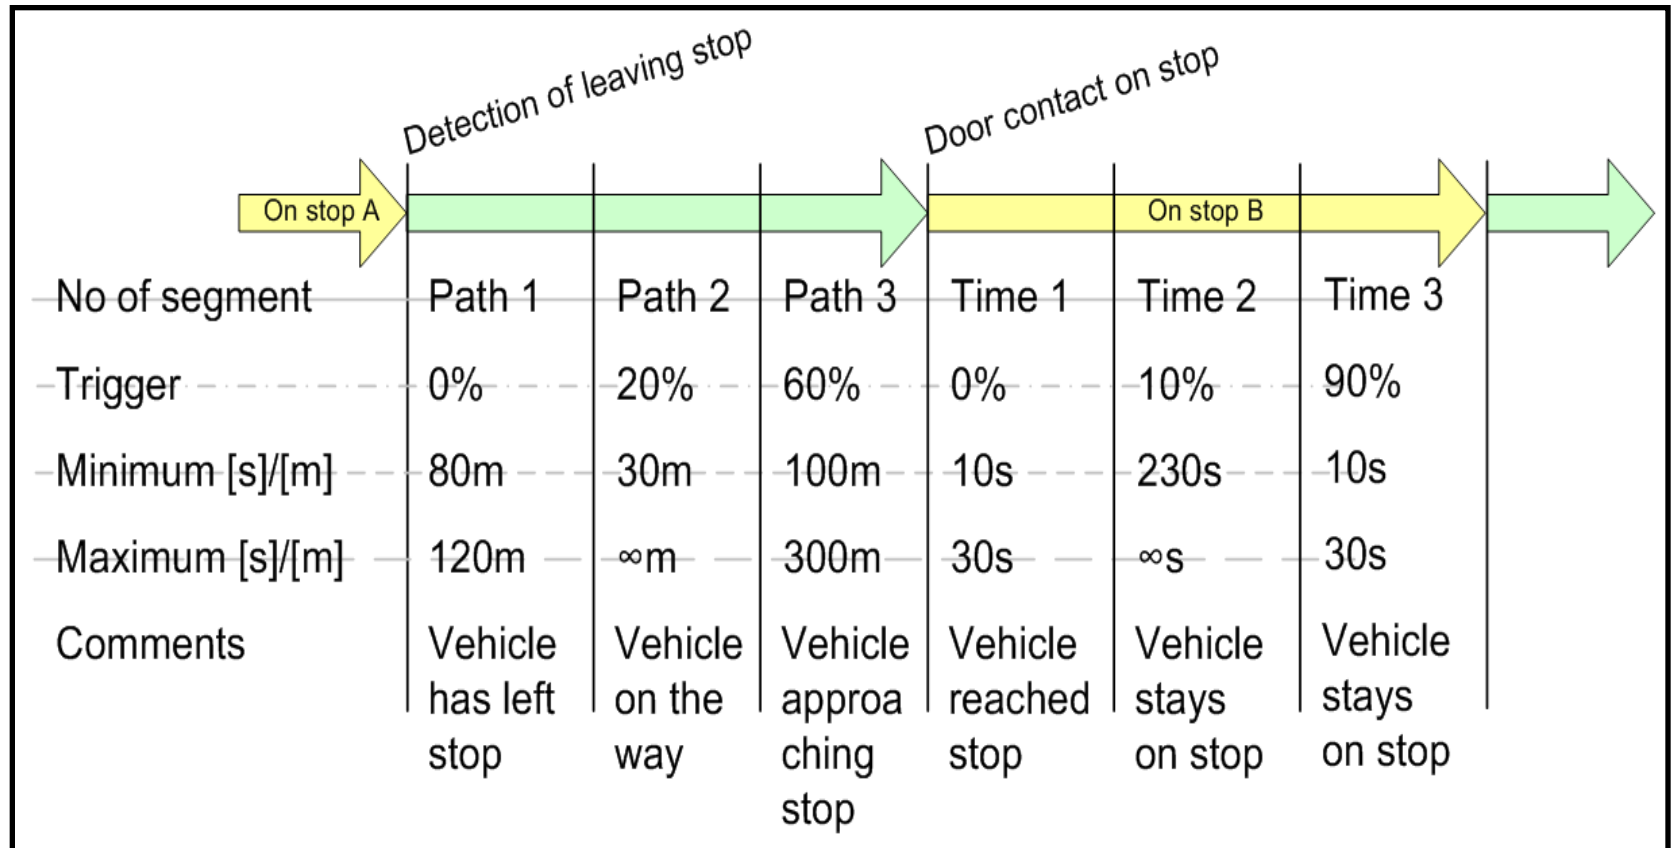 Detection of leaving stop
Door contact on stop
On stop A
On stop B
No of segment Path 1 Path 2 Path 3 Time 1 Time 2 Time 3
Trigger 0% 20% 60% 0% 10% 90%
Minimum [s]/[m] 80m 30m 100m 10s 230s 10s
Maximum [s]/[m] 120m ∞m 300m 30s ∞s 30s
Comments Vehicle Vehicle Vehicle Vehicle Vehicle Vehicle
has left on the approa reached stays stays
stop way ching stop on stop on stop
stop